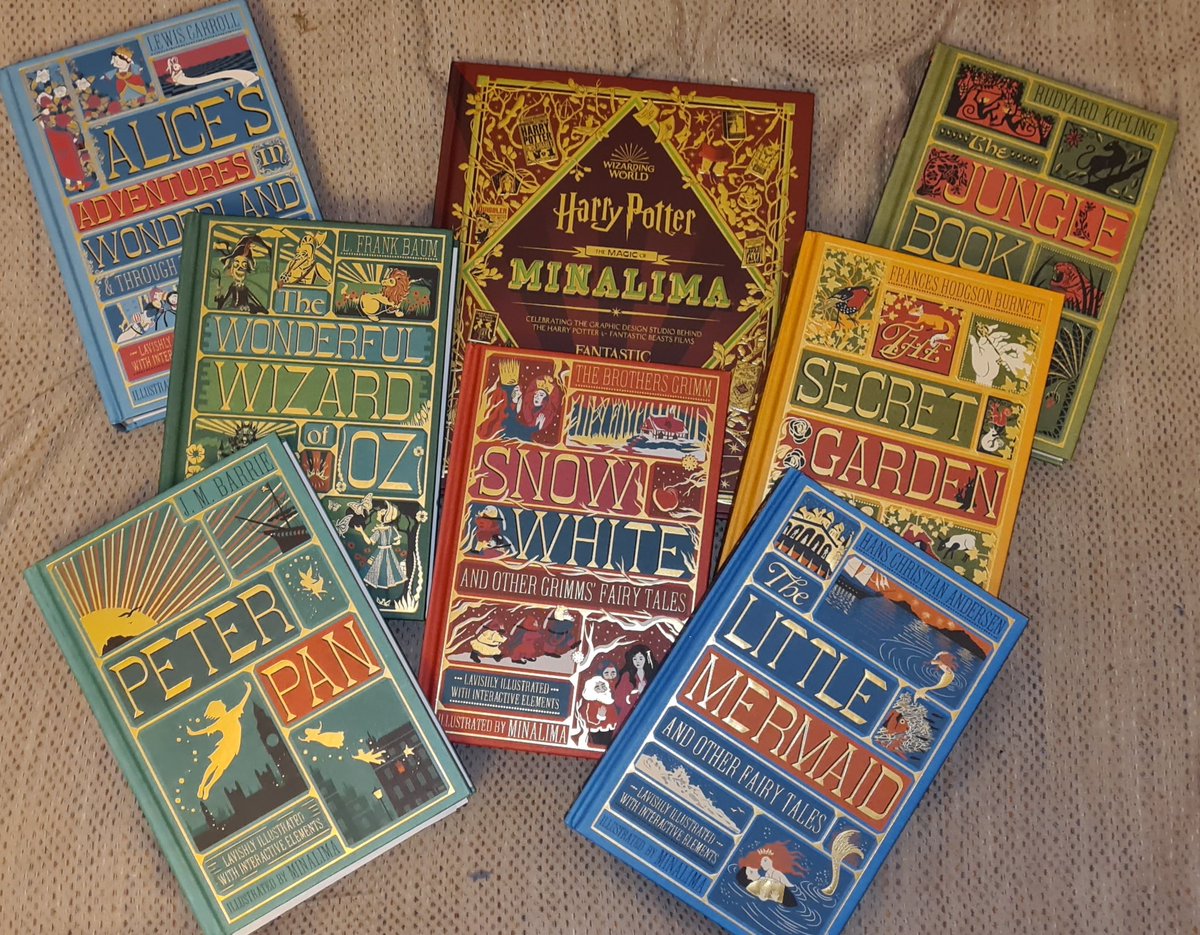 LEWIS CARROLL
ALICE'S
ADVENTURES in
WONDERLAND
& THROUGH
LAVISHLY
WITH INTER
ILLUSTRATED
HARRY POTTER
WIZARDING
WORLD
Harry Potter
THE MAGIC OF
MINALIMA
CELEBRATING THE GRAPHIC DESIGN STUDIO BEHIND
THE HARRY POTTER & FANTASTIC BEASTS FILMS
FANTASTIC
RUDYARD KIPLING
The
JUNGLE
BOOK
L. FRANK BAUM
The
WONDERFUL
WIZARD
of
OZ
FRANCES HODGSON BURNETT
THE
SECRET
GARDEN
THE BROTHERS GRIMM
SNOW
WHITE
AND OTHER GRIMMS' FAIRY TALES
LAVISHLY ILLUSTRATED
WITH INTERACTIVE ELEMENTS
ILLUSTRATED BY MINALIMA
J. M. BARRIE
PETER
PAN
LAVISHLY ILLUSTRATED
WITH INTERACTIVE ELEMENTS
ILLUSTRATED BY MINALIMA
HANS CHRISTIAN ANDERSEN
The
LITTLE
MERMAID
AND OTHER FAIRY TALES
LAVISHLY ILLUSTRATED
WITH INTERACTIVE ELEMENTS
ILLUSTRATED BY MINALIMA